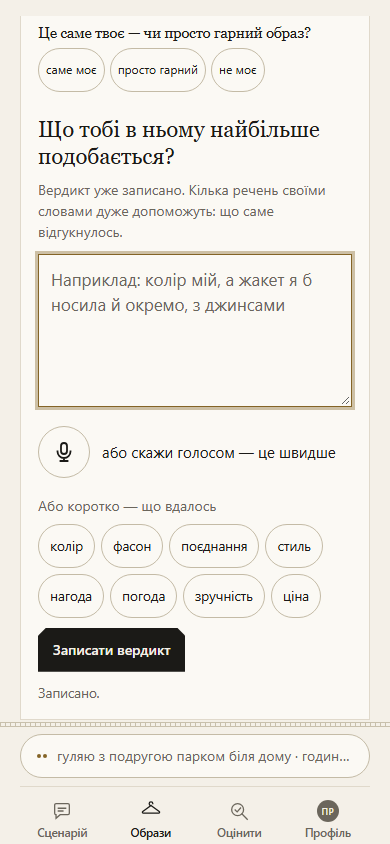 Це саме твоє — чи просто гарний образ?
саме моє
просто гарний
не моє
Що тобі в ньому найбільше
подобається?
Вердикт уже записано. Кілька речень своїми
словами дуже допоможуть: що саме
відгукнулось.
Наприклад: колір мій, а жакет я б
носила й окремо, з джинсами
або скажи голосом — це швидше
Або коротко — що вдалось
колір
фасон
поєднання
стиль
нагода
погода
зручність
ціна
Записати вердикт
Записано.
гуляю з подругою парком біля дому · годин...
ПР
Сценарій
Образи
Оцінити
Профіль